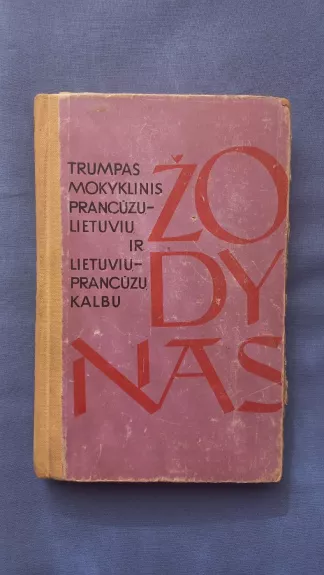 TRUMPAS
MOKYKLINIS
PRANCŪZŲ-
LIETUVIŲ
IR
LIETUVIŲ-
PRANCŪZŲ
KALBŲ
ŽO
DY
NAS